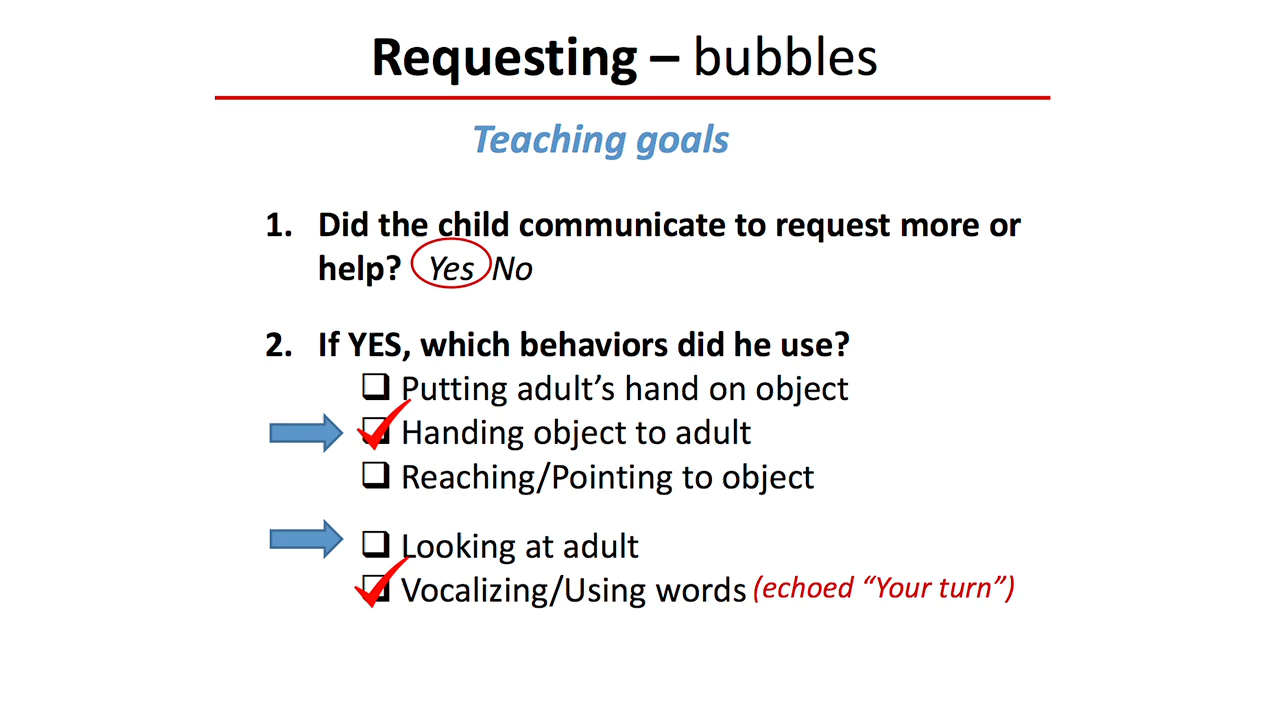 Requesting – bubbles
Teaching goals
1. Did the child communicate to request more or
help? Yes No
2. If YES, which behaviors did he use?
Putting adult’s hand on object
Handing object to adult
Reaching/Pointing to object
Looking at adult
Vocalizing/Using words (echoed “Your turn”)